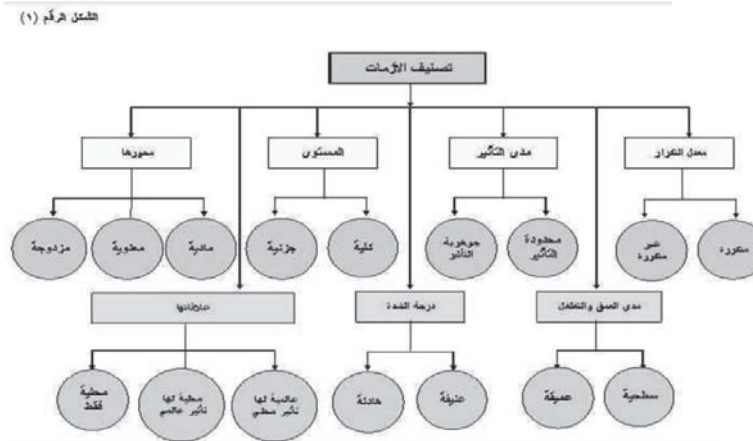 الشكل الرقم (١)
تصنيف الأزمات
معدل التكرار
مدى التأثير
المستوى
محورها
متكررة
غير
متكررة
محدودة
التأثير
جوهرية
التأثير
كلية
جزئية
مادية
معنوية
مزدوجة
مدى العمق والتغلغل
درجة الشدة
علاقاتها
سطحية
عميقة
عنيفة
هادئة
عالمية لها
تأثير محلي
محلية لها
تأثير عالمي
محلية
فقط